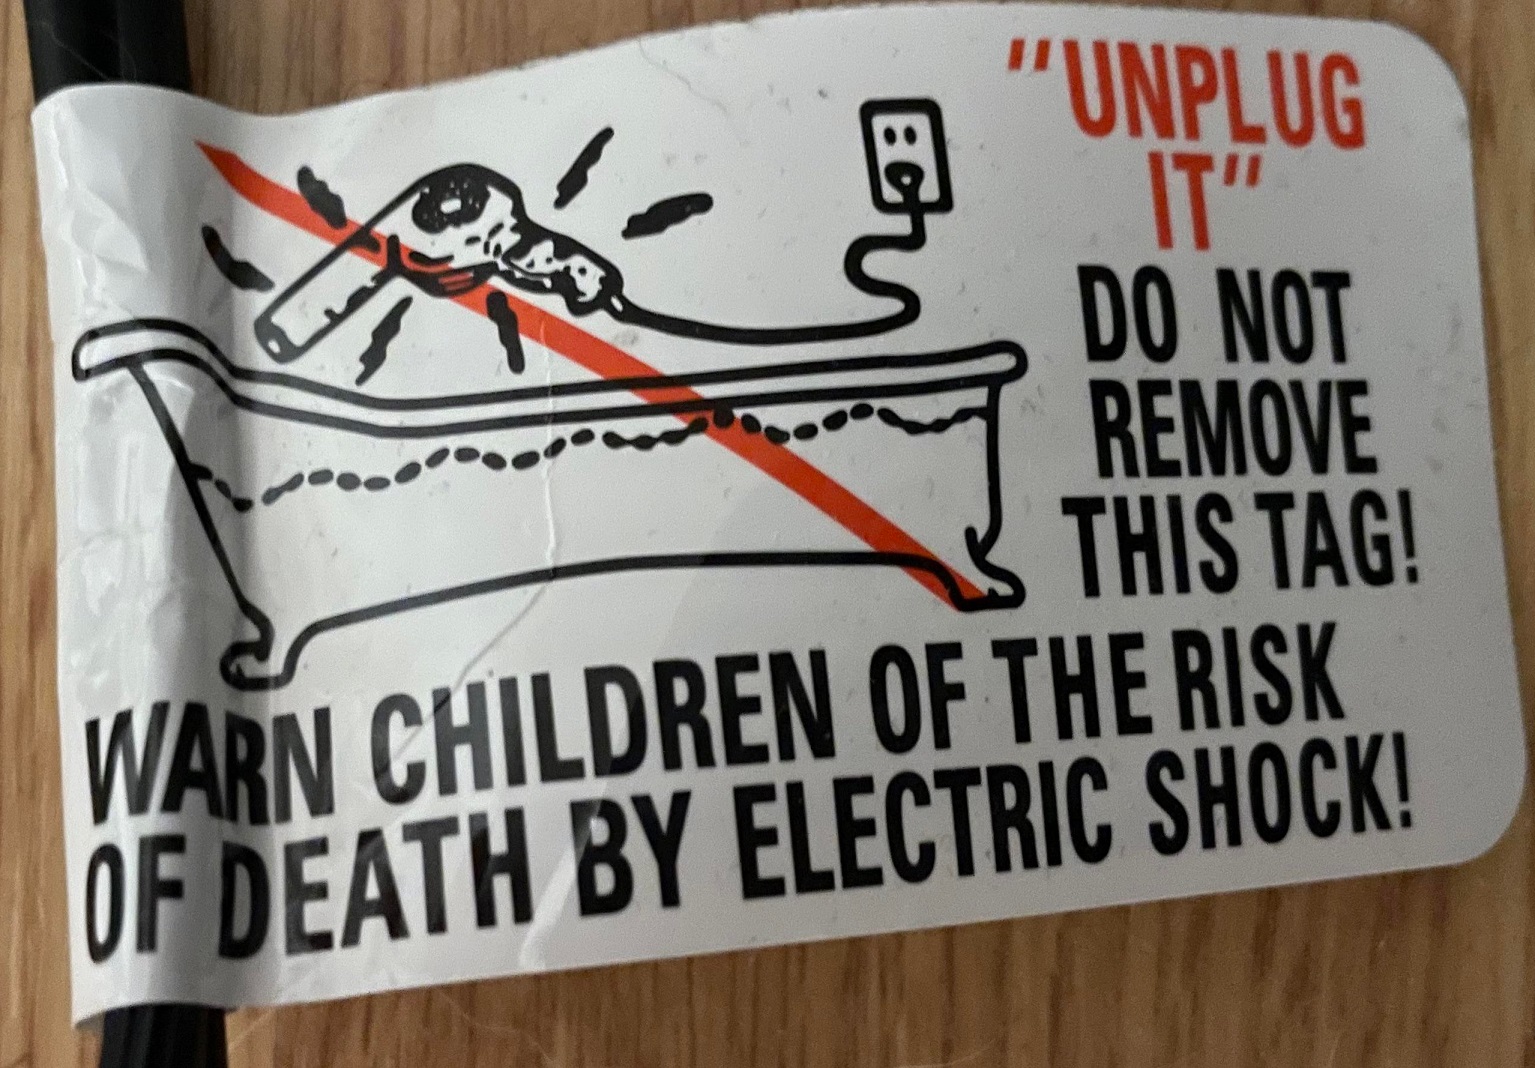 "UNPLUG
IT"
DO NOT
REMOVE
THIS TAG!
WARN CHILDREN OF THE RISK
OF DEATH BY ELECTRIC SHOCK!